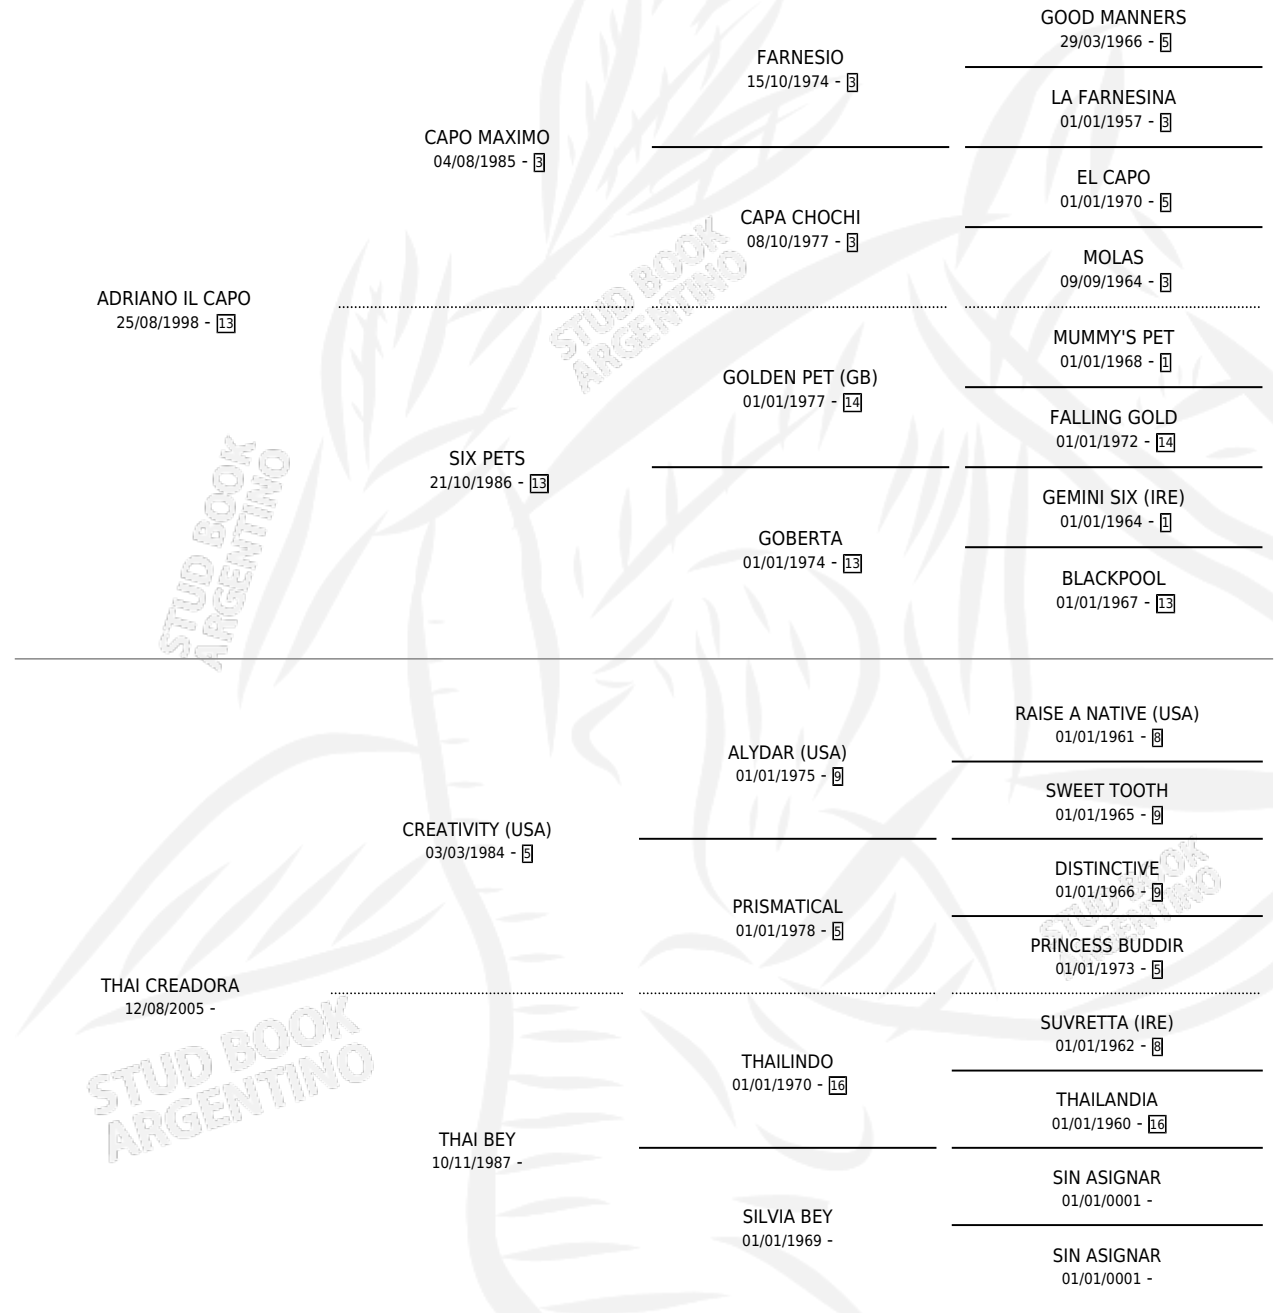 GOOD MANNERS
29/03/1966 - 5
FARNESIO
15/10/1974 - 3
LA FARNESINA
01/01/1957 - 3
CAPO MAXIMO
04/08/1985 - 3
EL CAPO
01/01/1970 - 5
CAPA CHOCHI
08/10/1977 - 3
MOLAS
09/09/1964 - 3
ADRIANO IL CAPO
25/08/1998 - 13
MUMMY'S PET
01/01/1968 - 1
GOLDEN PET (GB)
01/01/1977 - 14
FALLING GOLD
01/01/1972 - 14
SIX PETS
21/10/1986 - 13
GEMINI SIX (IRE)
01/01/1964 - 1
GOBERTA
01/01/1974 - 13
BLACKPOOL
01/01/1967 - 13
RAISE A NATIVE (USA)
01/01/1961 - 8
ALYDAR (USA)
01/01/1975 - 9
SWEET TOOTH
01/01/1965 - 9
CREATIVITY (USA)
03/03/1984 - 5
DISTINCTIVE
01/01/1966 - 9
PRISMATICAL
01/01/1978 - 5
PRINCESS BUDDIR
01/01/1973 - 5
THAI CREADORA
12/08/2005 -
SUVRETTA (IRE)
01/01/1962 - 8
THAILINDO
01/01/1970 - 16
THAILANDIA
01/01/1960 - 16
THAI BEY
10/11/1987 -
SIN ASIGNAR
01/01/0001 -
SILVIA BEY
01/01/1969 -
SIN ASIGNAR
01/01/0001 -
STUD BOOK
ARGENTINO
STUD BOOK
ARGENTINO
STUD BOOK
ARGENTINO
STUD BOOK
ARGENTINO